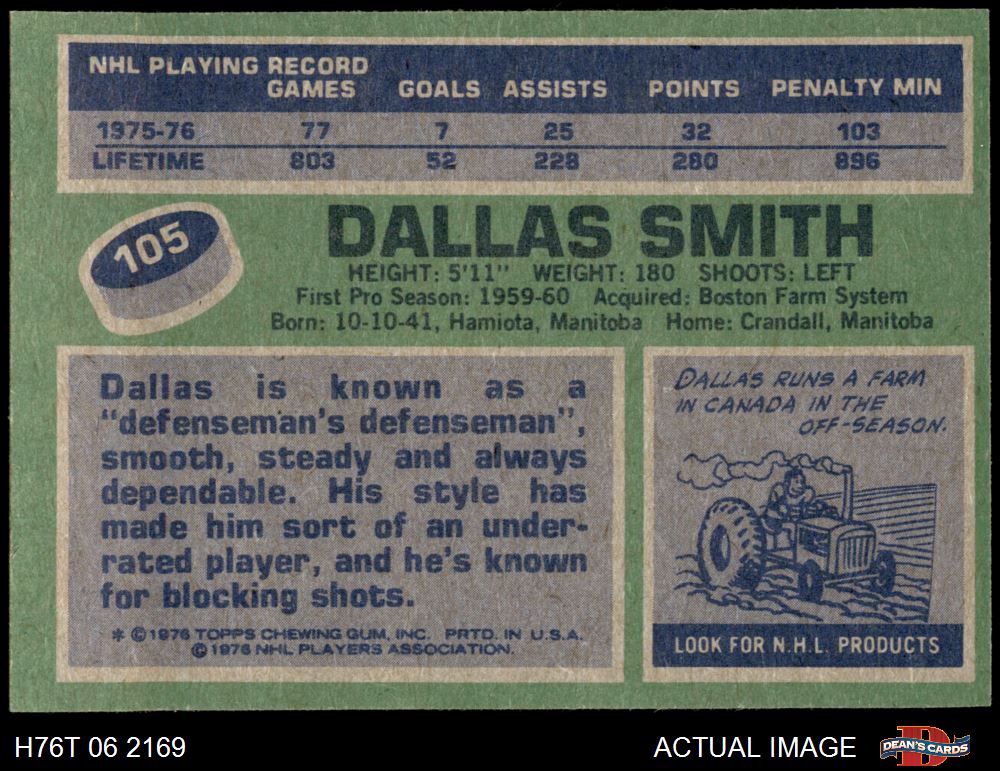 NHL PLAYING RECORD
GAMES GOALS ASSISTS POINTS PENALTY MIN
1975-76 77 7 25 32 103
LIFETIME 803 52 228 280 896
105
DALLAS SMITH
HEIGHT: 5'11" WEIGHT: 180 SHOOTS: LEFT
First Pro Season: 1959-60 Acquired: Boston Farm System
Born: 10-10-41, Hamiota, Manitoba Home: Crandall, Manitoba
Dallas is known as a
"defenseman's defenseman",
smooth, steady and always
dependable. His style has
made him sort of an under-
rated player, and he's known
for blocking shots.
* ©1976 TOPPS CHEWING GUM, INC. PRTD. IN U.S.A.
©1976 NHL PLAYERS ASSOCIATION.
DALLAS RUNS A FARM
IN CANADA IN THE
OFF-SEASON.
LOOK FOR N.H.L. PRODUCTS
H76T 06 2169 ACTUAL IMAGE
DEAN'S CARDS